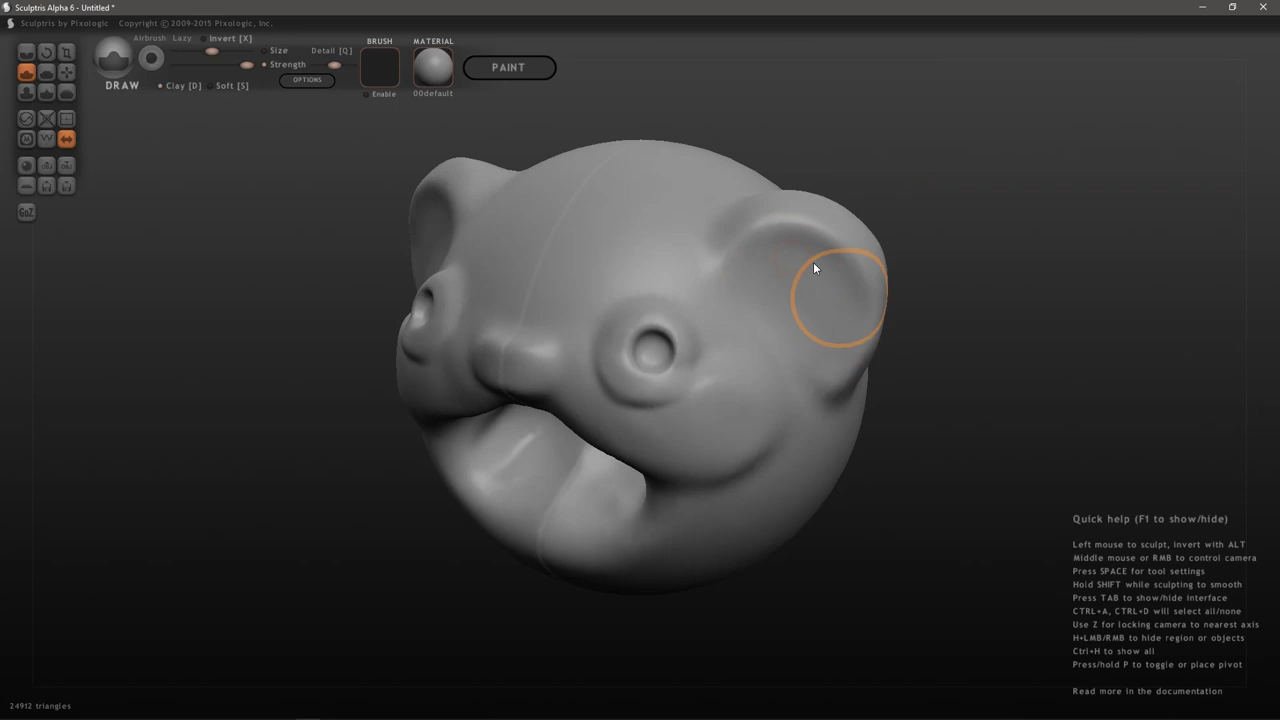 Sculptris Alpha 6 - Untitled *
Sculptris by Pixologic Copyright © 2009-2015 Pixologic, Inc.
Airbrush Lazy Invert [X]
Size Detail [Q]
Strength
OPTIONS
DRAW Clay [D] Soft [S]
BRUSH
Enable
MATERIAL
00default
PAINT
GoZ
Quick help (F1 to show/hide)
Left mouse to sculpt, invert with ALT
Middle mouse or RMB to control camera
Press SPACE for tool settings
Hold SHIFT while sculpting to smooth
Press TAB to show/hide interface
CTRL+A, CTRL+D will select all/none
Use Z for locking camera to nearest axis
H+LMB/RMB to hide region or objects
Ctrl+H to show all
Press/hold P to toggle or place pivot
Read more in the documentation
24912 triangles